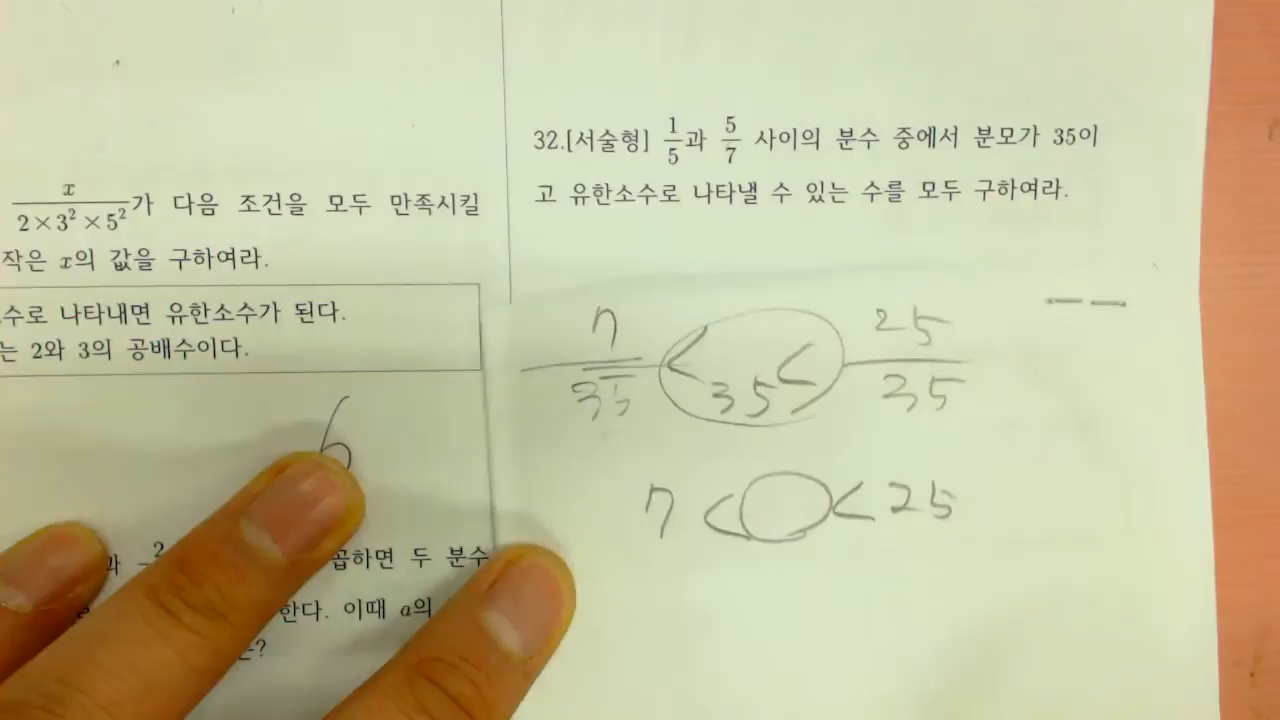 x
2×3²×5² 가 다음 조건을 모두 만족시킬
작은 x의 값을 구하여라.
수로 나타내면 유한소수가 된다.
는 2와 3의 공배수이다.
6
과 2
곱하면 두 분수
한다. 이때 a의
32.[서술형] 1/5과 5/7 사이의 분수 중에서 분모가 35이
고 유한소수로 나타낼 수 있는 수를 모두 구하여라.
7 25
35 < 35 < 35
7 < < 25